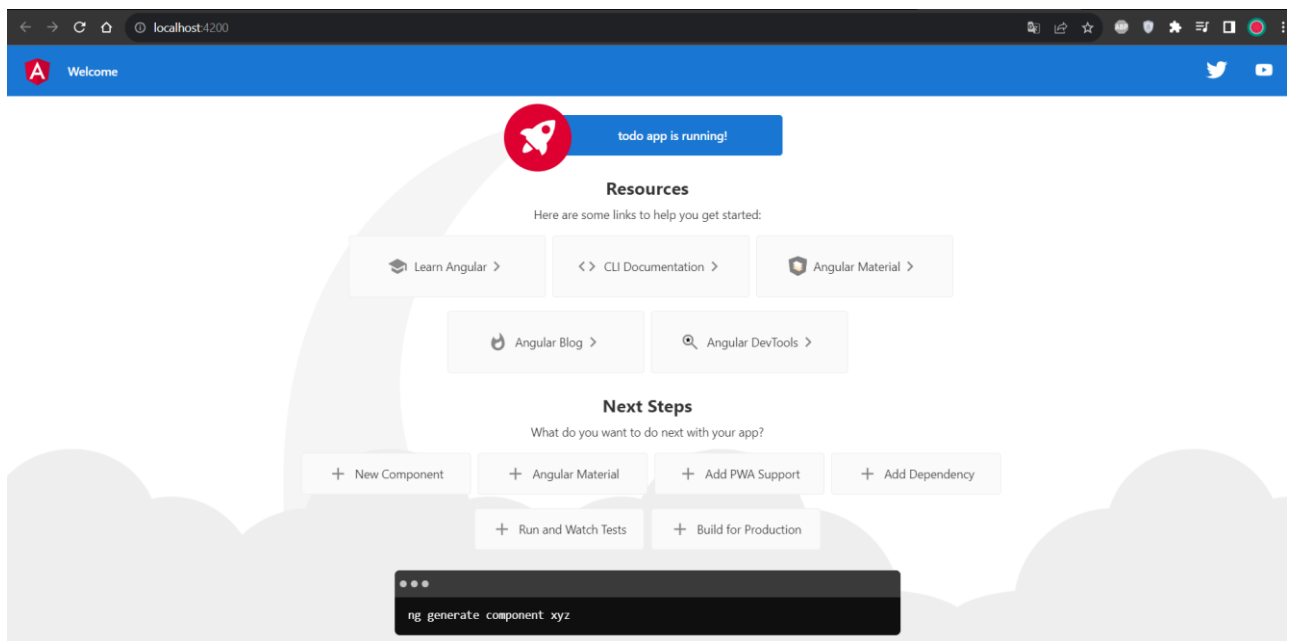 localhost:4200
Welcome
todo app is running!
Resources
Here are some links to help you get started:
Learn Angular
CLI Documentation
Angular Material
Angular Blog
Angular DevTools
Next Steps
What do you want to do next with your app?
New Component
Angular Material
Add PWA Support
Add Dependency
Run and Watch Tests
Build for Production
ng generate component xyz